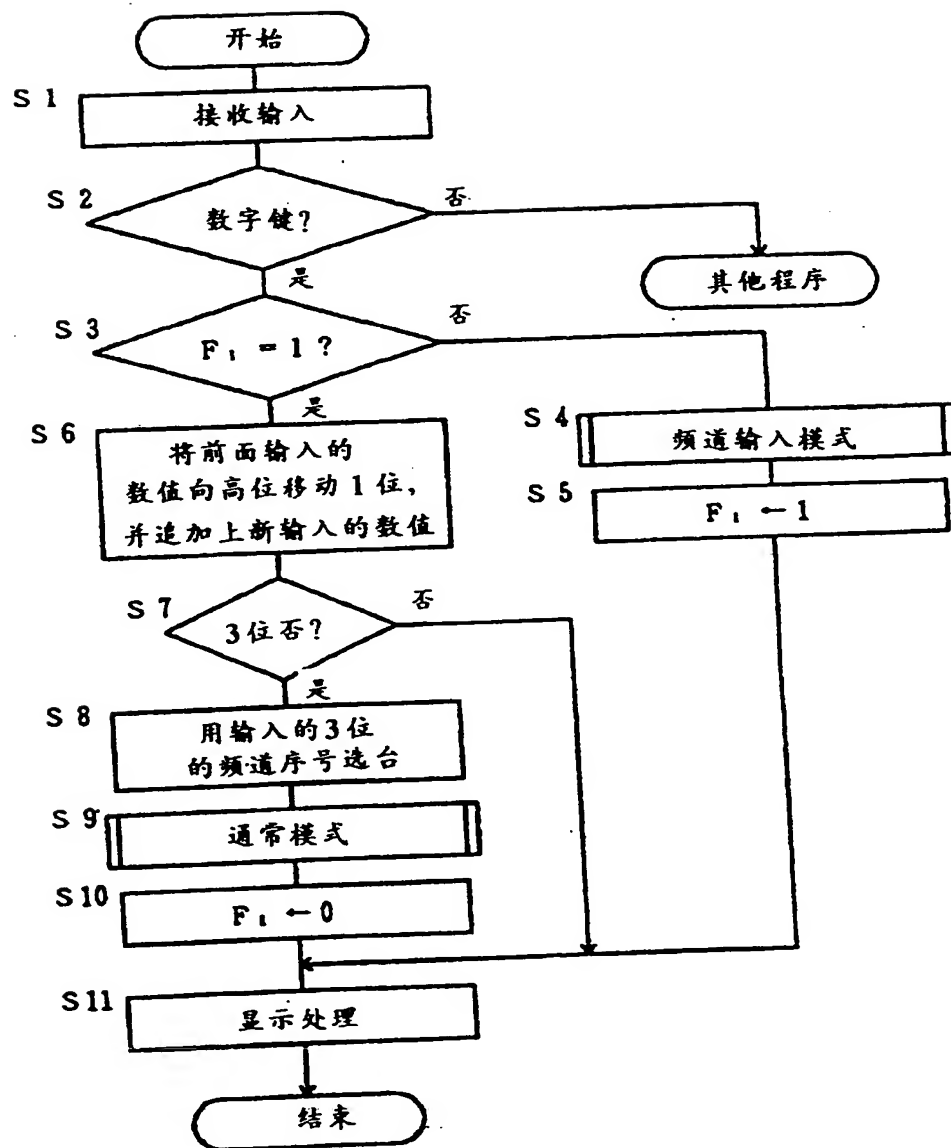 开始
S 1
接收输入
S 2
数字键?
否
是
其他程序
S 3
F₁ = 1 ?
否
是
S 4
频道输入模式
S 5
F₁ ← 1
S 6
将前面输入的
数值向高位移动1位,
并追加上新输入的数值
S 7
3位否?
否
是
S 8
用输入的3位
的频道序号选台
S 9
通常模式
S 10
F₁ ← 0
S 11
显示处理
结束